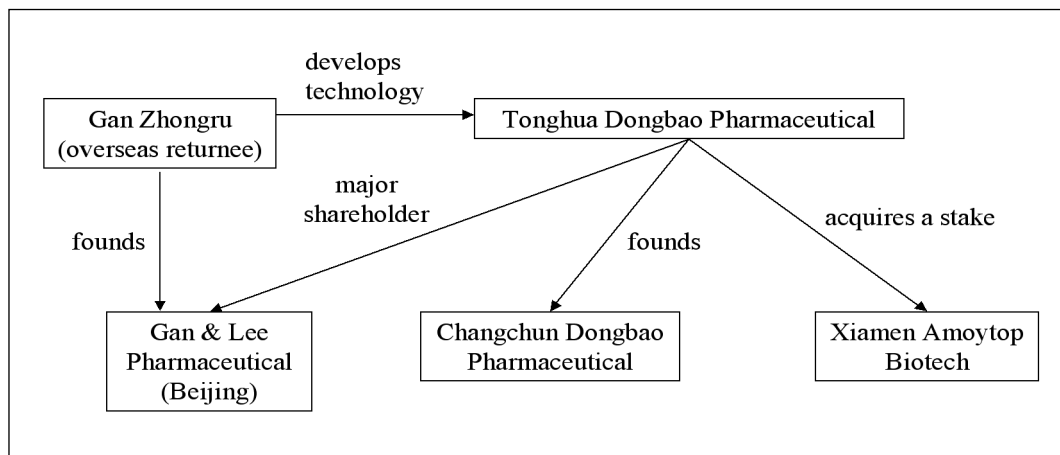 develops
technology
Gan Zhongru
(overseas returnee)
Tonghua Dongbao Pharmaceutical
major
shareholder
founds
founds
acquires a stake
Gan & Lee
Pharmaceutical
(Beijing)
Changchun Dongbao
Pharmaceutical
Xiamen Amoytop
Biotech